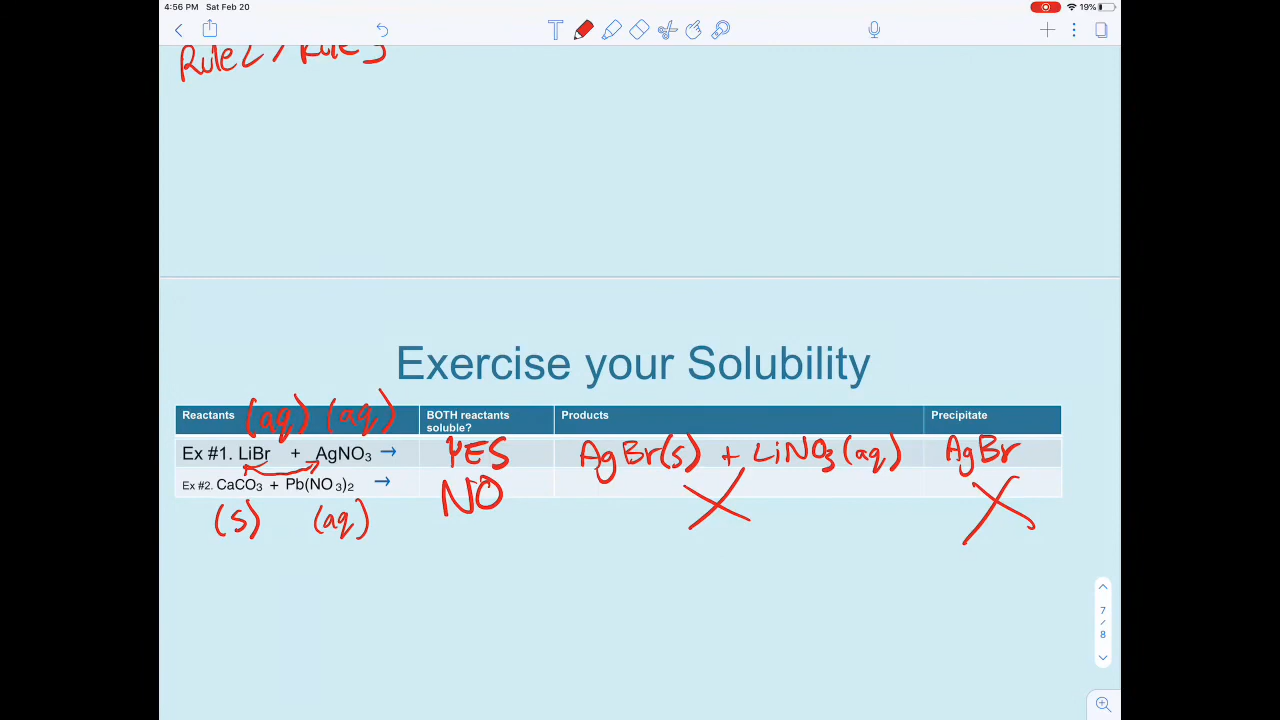 4:56 PM Sat Feb 20
19%
Rule 2 / Rule 3
Exercise your Solubility
Reactants (aq) (aq) BOTH reactants soluble? Products Precipitate
Ex #1. LiBr + AgNO3 → YES AgBr(s) + LiNO3(aq) AgBr
Ex #2. CaCO3 + Pb(NO3)2 → NO X X
(s) (aq)
7
/
8